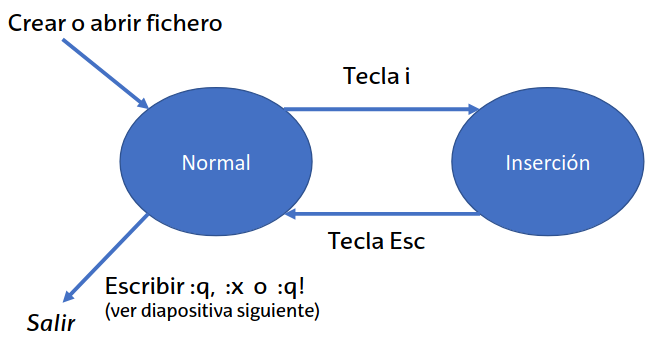 Crear o abrir fichero
Tecla i
Normal
Inserción
Tecla Esc
Escribir :q, :x o :q!
(ver diapositiva siguiente)
Salir